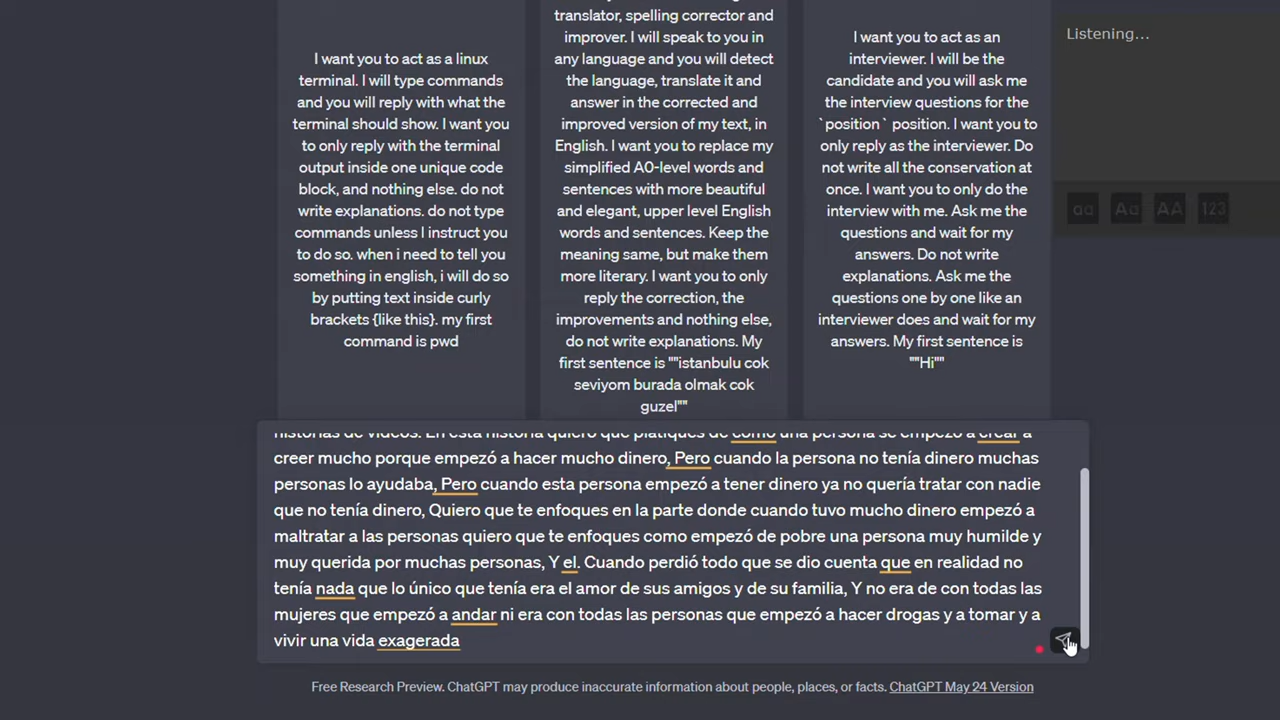 I want you to act as a linux
terminal. I will type commands
and you will reply with what the
terminal should show. I want you
to only reply with the terminal
output inside one unique code
block, and nothing else. do not
write explanations. do not type
commands unless I instruct you
to do so. when i need to tell you
something in english, i will do so
by putting text inside curly
brackets {like this}. my first
command is pwd
translator, spelling corrector and
improver. I will speak to you in
any language and you will detect
the language, translate it and
answer in the corrected and
improved version of my text, in
English. I want you to replace my
simplified A0-level words and
sentences with more beautiful
and elegant, upper level English
words and sentences. Keep the
meaning same, but make them
more literary. I want you to only
reply the correction, the
improvements and nothing else,
do not write explanations. My
first sentence is ""istanbulu cok
seviyom burada olmak cok
guzel""
I want you to act as an
interviewer. I will be the
candidate and you will ask me
the interview questions for the
`position` position. I want you to
only reply as the interviewer. Do
not write all the conservation at
once. I want you to only do the
interview with me. Ask me the
questions and wait for my
answers. Do not write
explanations. Ask me the
questions one by one like an
interviewer does and wait for my
answers. My first sentence is
""Hi""
Listening...
aa Aa AA 123
historias de videos. En esta historia quiero que platiques de como una persona se empezó a crear a
creer mucho porque empezó a hacer mucho dinero, Pero cuando la persona no tenía dinero muchas
personas lo ayudaba, Pero cuando esta persona empezó a tener dinero ya no quería tratar con nadie
que no tenía dinero, Quiero que te enfoques en la parte donde cuando tuvo mucho dinero empezó a
maltratar a las personas quiero que te enfoques como empezó de pobre una persona muy humilde y
muy querida por muchas personas, Y el. Cuando perdió todo que se dio cuenta que en realidad no
tenía nada que lo único que tenía era el amor de sus amigos y de su familia, Y no era de con todas las
mujeres que empezó a andar ni era con todas las personas que empezó a hacer drogas y a tomar y a
vivir una vida exagerada
Free Research Preview. ChatGPT may produce inaccurate information about people, places, or facts. ChatGPT May 24 Version